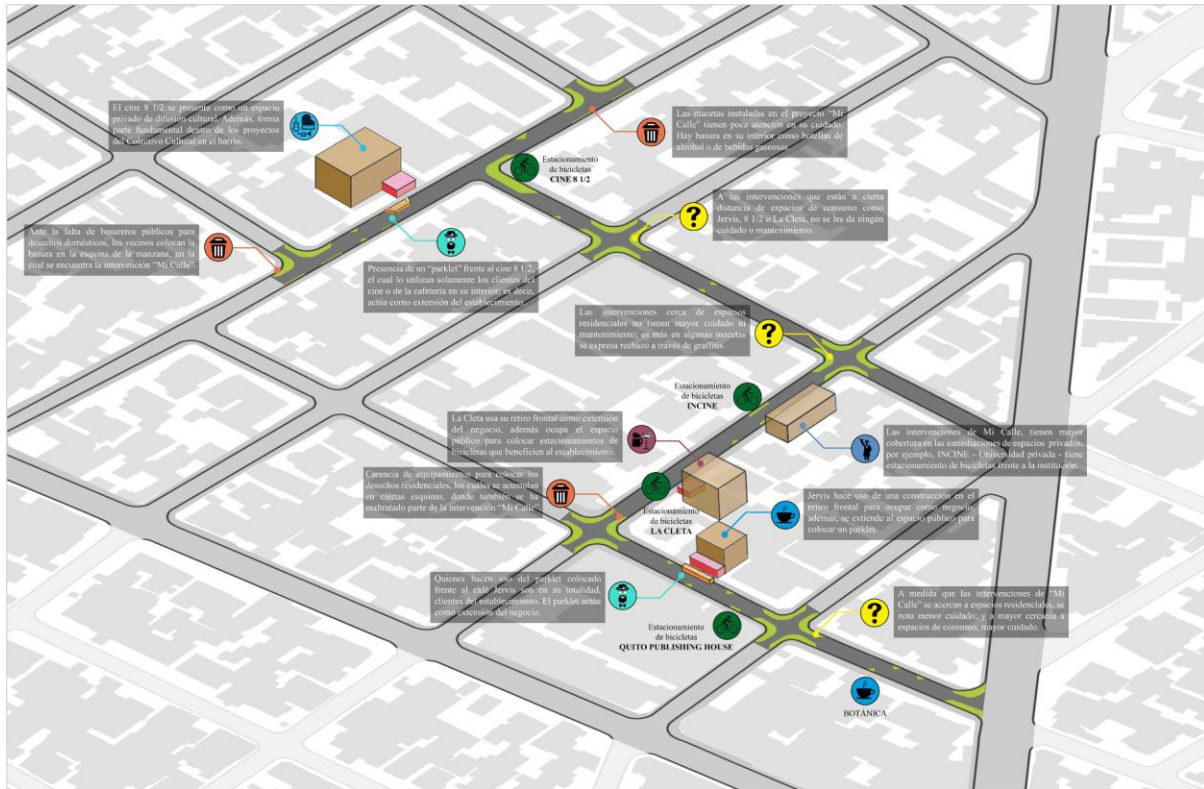 El cine 8 1/2 se presenta como un espacio
privado de difusión cultural. Además, forma
parte fundamental dentro de los proyectos
del Colectivo Cultural en el barrio.
Las macetas instaladas en el proyecto “Mi
Calle” tienen poca atención en su cuidado.
Hay basura en su interior como botellas de
alcohol o de bebidas gaseosas.
Estacionamiento
de bicicletas
CINE 8 1/2
A las intervenciones que están a cierta
distancia de espacios de consumo como
Jervis, 8 1/2 o La Cleta, no se les da ningún
cuidado o mantenimiento.
Ante la falta de basureros públicos para
desechos domésticos, los vecinos colocan la
basura en la esquina de la manzana, en la
cual se encuentra la intervención “Mi Calle”.
Presencia de un “parklet” frente al cine 8 1/2,
el cual lo utilizan solamente los clientes del
cine o de la cafetería en su interior; es decir,
actúa como extensión del establecimiento.
Las intervenciones cerca de espacios
residenciales no tienen mayor cuidado ni
mantenimiento, es más en algunas macetas
se expresa rechazo a través de graffitis.
Estacionamiento
de bicicletas
INCINE
La Cleta usa su retiro frontal como extensión
del negocio, además ocupa el espacio
público para colocar estacionamientos de
bicicletas que beneficien al establecimiento.
Las intervenciones de Mi Calle, tienen mayor
cobertura en las inmediaciones de espacios privados,
por ejemplo, INCINE - Universidad privada - tiene
estacionamiento de bicicletas frente a la institución.
Carencia de equipamientos para colocar los
desechos residenciales, los cuáles se acumulan
en ciertas esquinas, donde también se ha
maltratado parte de la intervención “Mi Calle”.
Estacionamiento
de bicicletas
LA CLETA
Jervis hace uso de una construcción en el
retiro frontal para ocupar como negocio,
además, se extiende al espacio público para
colocar un parklet.
Quienes hacen uso del parklet colocado
frente al café Jervis son en su totalidad,
clientes del establecimiento. El parklet actúa
como extensión del negocio.
Estacionamiento
de bicicletas
QUITO PUBLISHING HOUSE
A medida que las intervenciones de “Mi
Calle” se acercan a espacios residenciales, se
nota menor cuidado; y a mayor cercanía a
espacios de consumo, mayor cuidado.
BOTÁNICA